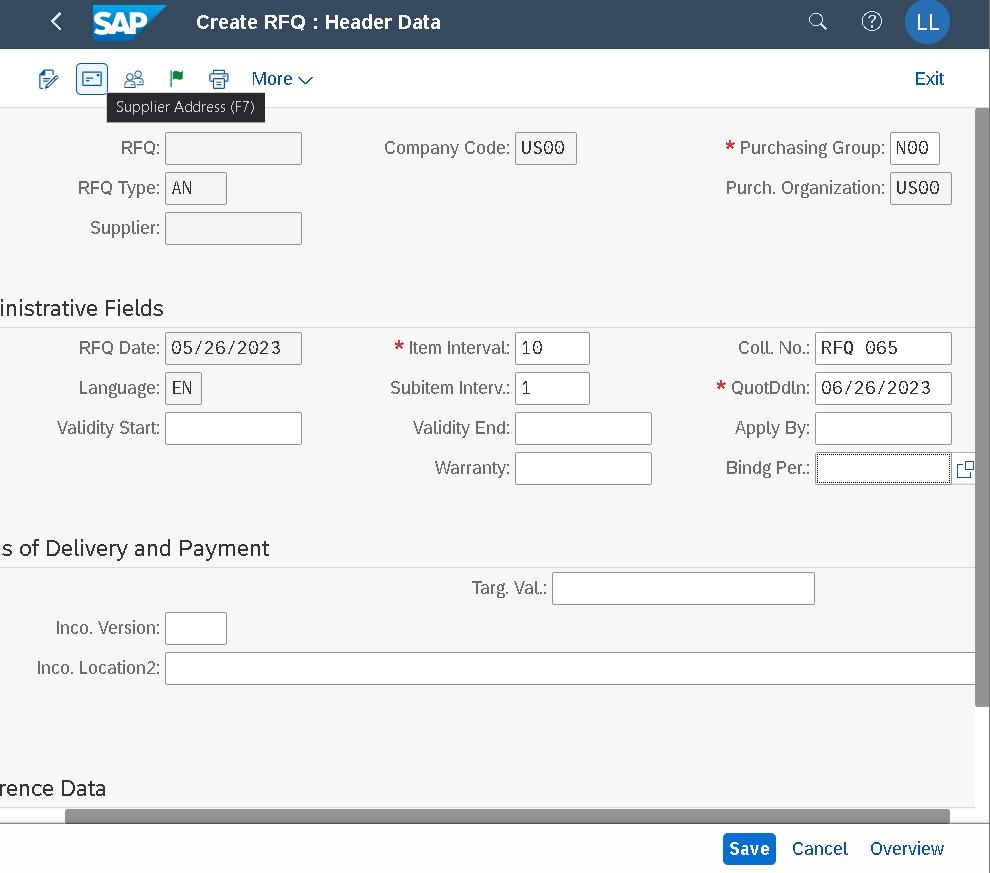 SAP Create RFQ : Header Data LL
More Exit
Supplier Address (F7)
RFQ: Company Code: US00 * Purchasing Group: N00
RFQ Type: AN Purch. Organization: US00
Supplier:
inistrative Fields
RFQ Date: 05/26/2023 * Item Interval: 10 Coll. No.: RFQ 065
Language: EN Subitem Interv.: 1 * QuotDdln: 06/26/2023
Validity Start: Validity End: Apply By:
Warranty: Bindg Per.:
s of Delivery and Payment
Targ. Val.:
Inco. Version:
Inco. Location2:
rence Data
Save Cancel Overview